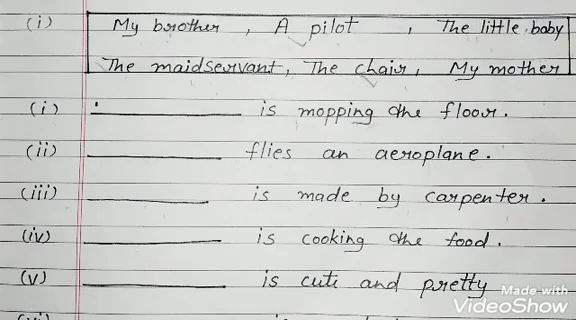 (i) My brother , A pilot , The little baby
The maidservant, The chair, My mother
(i) ________ is mopping the floor.
(ii) ________ flies an aeroplane.
(iii) ________ is made by carpenter.
(iv) ________ is cooking the food.
(v) ________ is cute and pretty
Made with
VideoShow